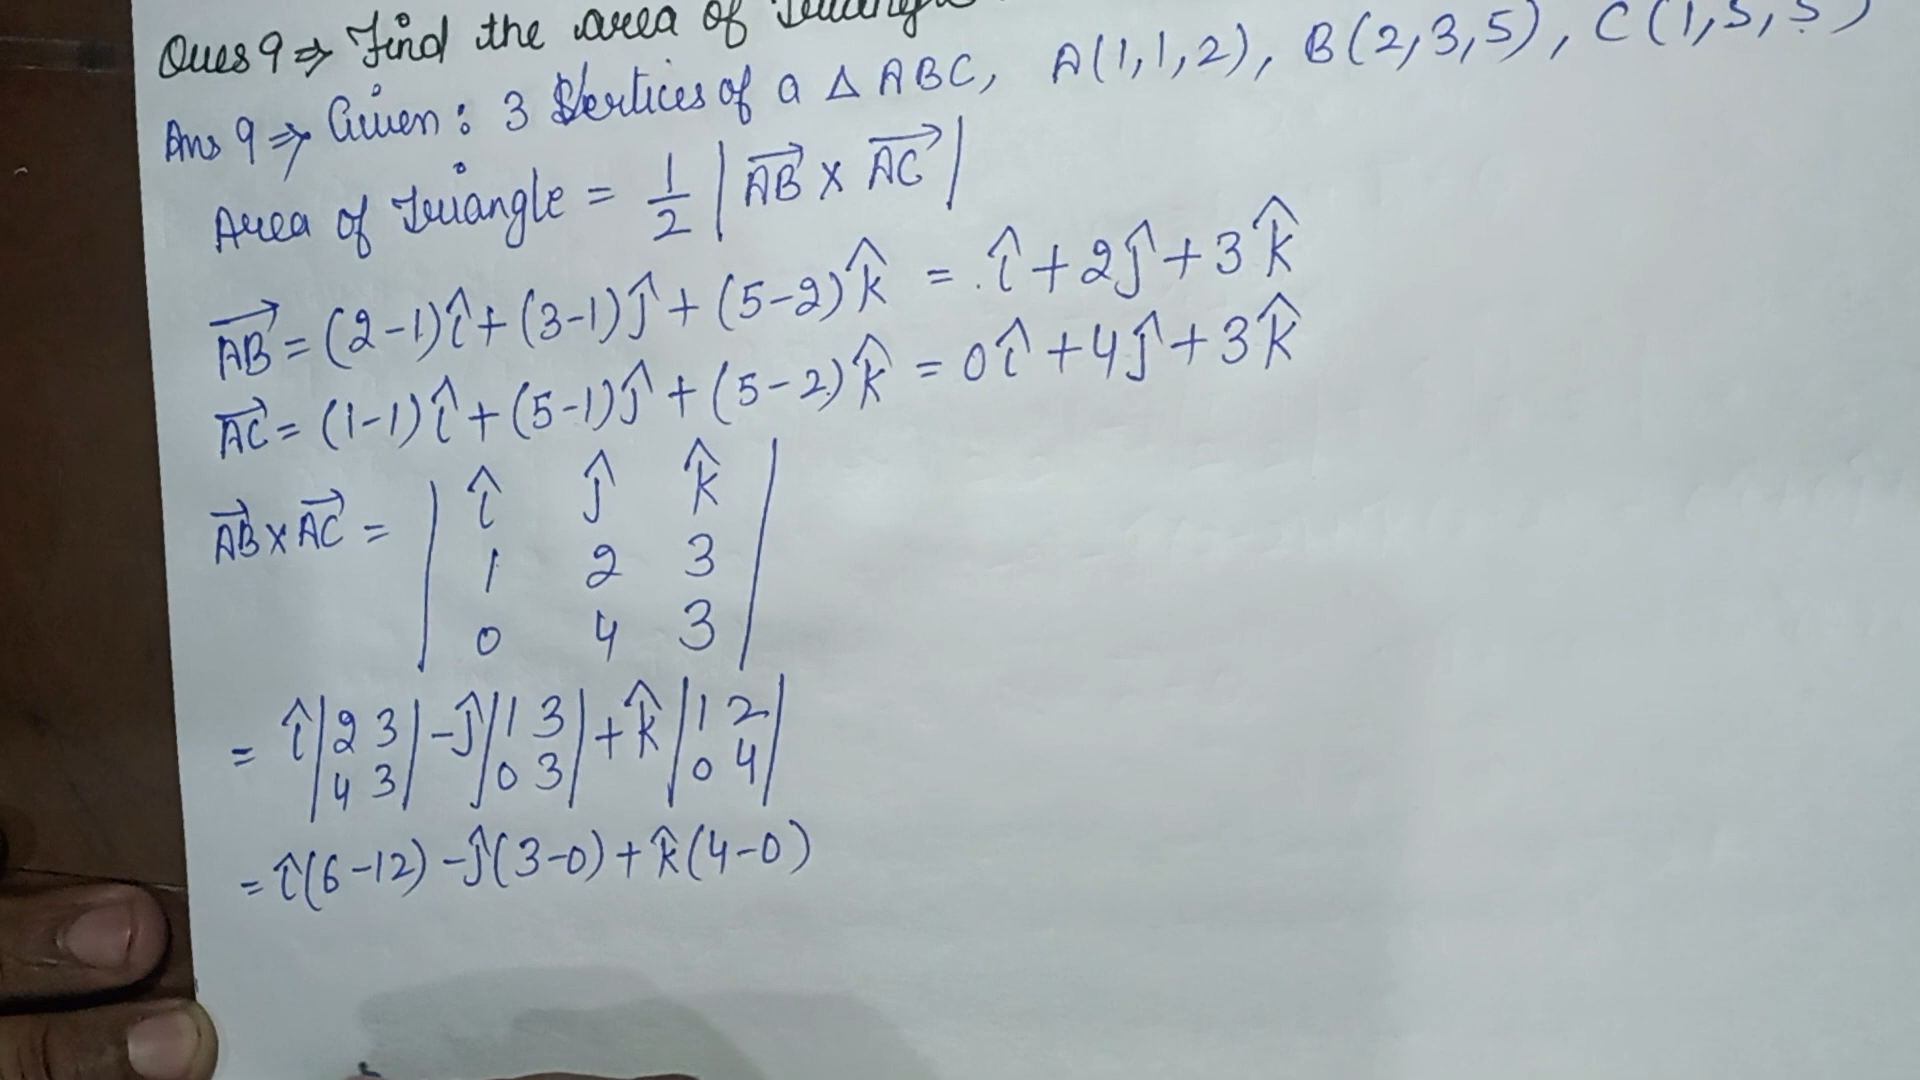 Ques 9 ⇒ Find the area of triangle
Ans 9 ⇒ Given : 3 Vertices of a △ ABC, A(1,1,2), B(2,3,5), C(1,5,5)
Area of triangle = 1/2 |AB⃗ × AC⃗|
AB⃗ = (2-1)î + (3-1)ĵ + (5-2)k̂ = î + 2ĵ + 3k̂
AC⃗ = (1-1)î + (5-1)ĵ + (5-2)k̂ = 0î + 4ĵ + 3k̂
AB⃗ × AC⃗ = | î ĵ k̂ |
1 2 3
0 4 3
= î |2 3| - ĵ |1 3| + k̂ |1 2|
|4 3| |0 3| |0 4|
= î(6-12) - ĵ(3-0) + k̂(4-0)